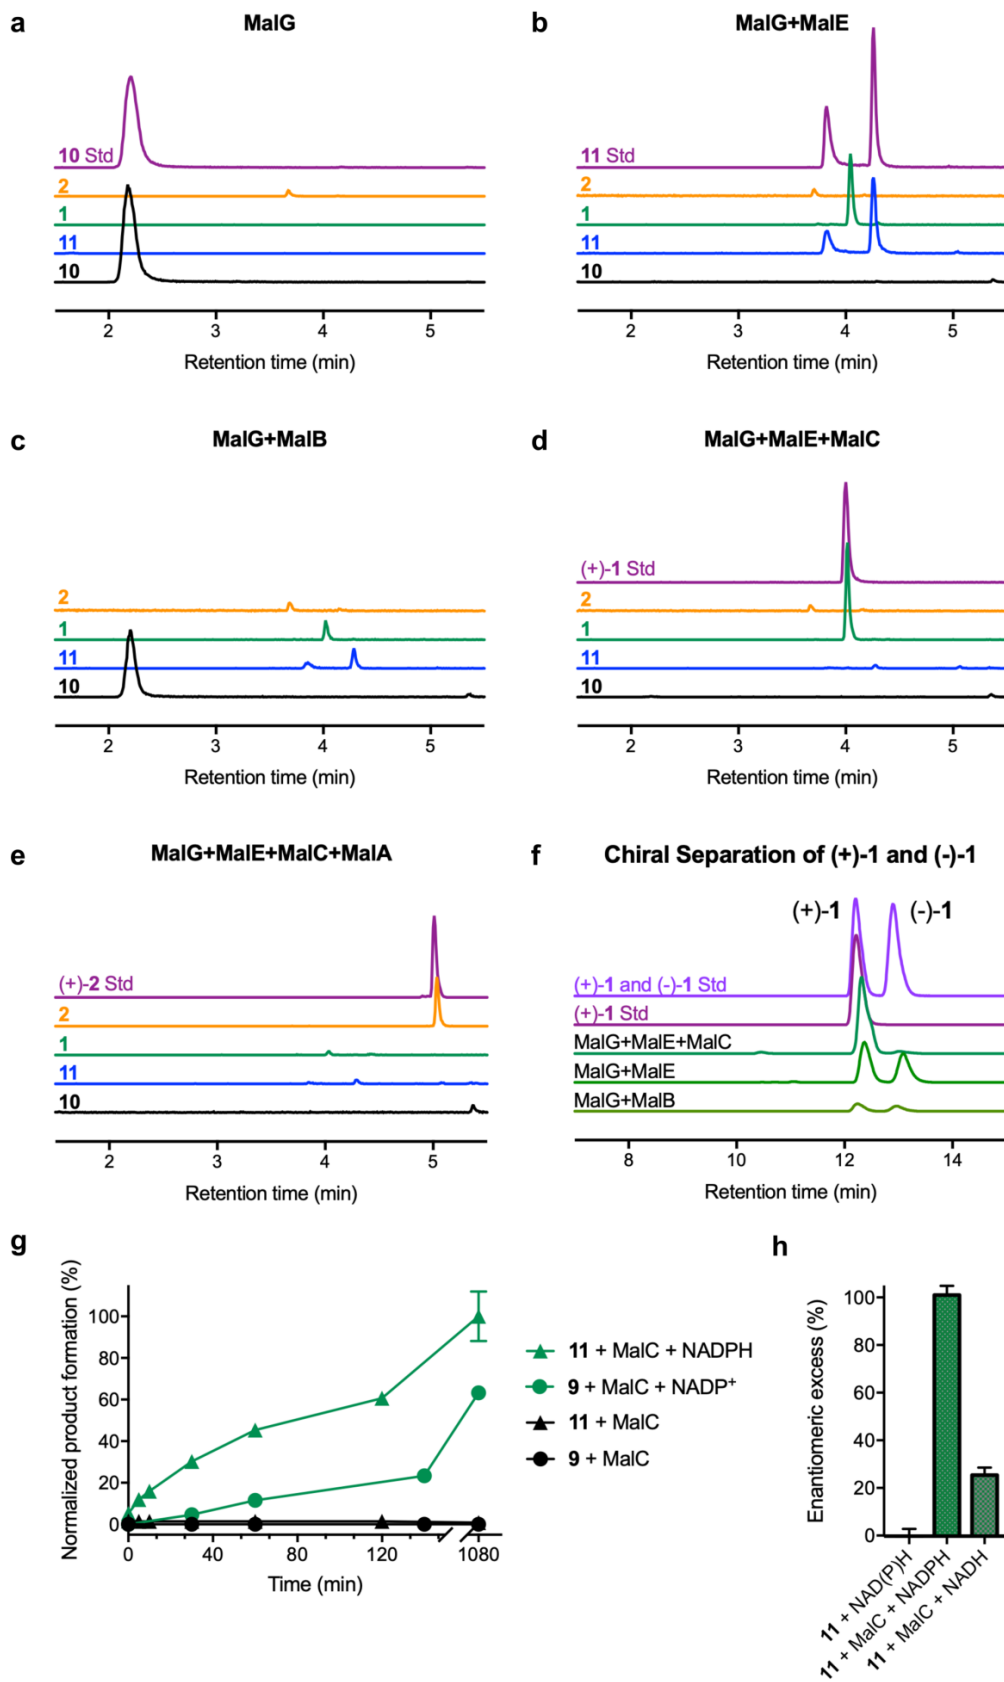 a
MalG
10 Std
2
1
11
10
2 3 4 5
Retention time (min)
b
MalG+MalE
11 Std
2
1
11
10
2 3 4 5
Retention time (min)
c
MalG+MalB
2
1
11
10
2 3 4 5
Retention time (min)
d
MalG+MalE+MalC
(+)-1 Std
2
1
11
10
2 3 4 5
Retention time (min)
e
MalG+MalE+MalC+MalA
(+)-2 Std
2
1
11
10
2 3 4 5
Retention time (min)
f
Chiral Separation of (+)-1 and (-)-1
(+)-1 (-)-1
(+)-1 and (-)-1 Std
(+)-1 Std
MalG+MalE+MalC
MalG+MalE
MalG+MalB
8 10 12 14
Retention time (min)
g
Normalized product formation (%)
100
80
60
40
20
0
0 40 80 120 1080
Time (min)
11 + MalC + NADPH
9 + MalC + NADP⁺
11 + MalC
9 + MalC
h
Enantiomeric excess (%)
100
80
60
40
20
0
11 + NAD(P)H
11 + MalC + NADPH
11 + MalC + NADH